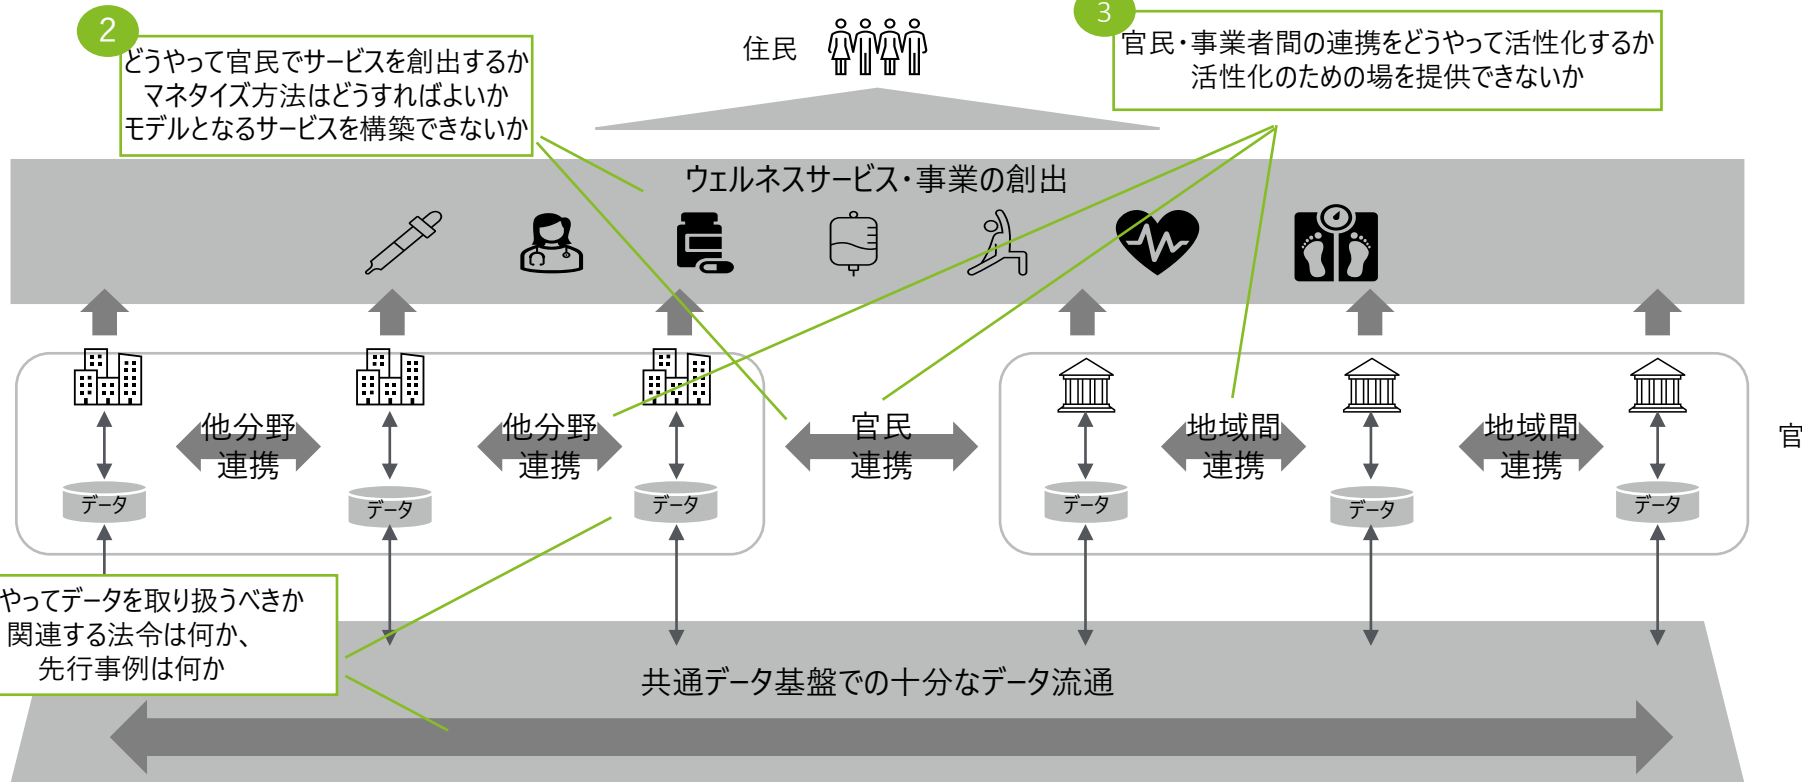 2
どうやって官民でサービスを創出するか
マネタイズ方法はどうすればよいか
モデルとなるサービスを構築できないか
住民
3
官民・事業者間の連携をどうやって活性化するか
活性化のための場を提供できないか
ウェルネスサービス・事業の創出
他分野
連携
他分野
連携
官民
連携
地域間
連携
地域間
連携
官
データ
データ
データ
データ
データ
データ
やってデータを取り扱うべきか
関連する法令は何か、
先行事例は何か
共通データ基盤での十分なデータ流通